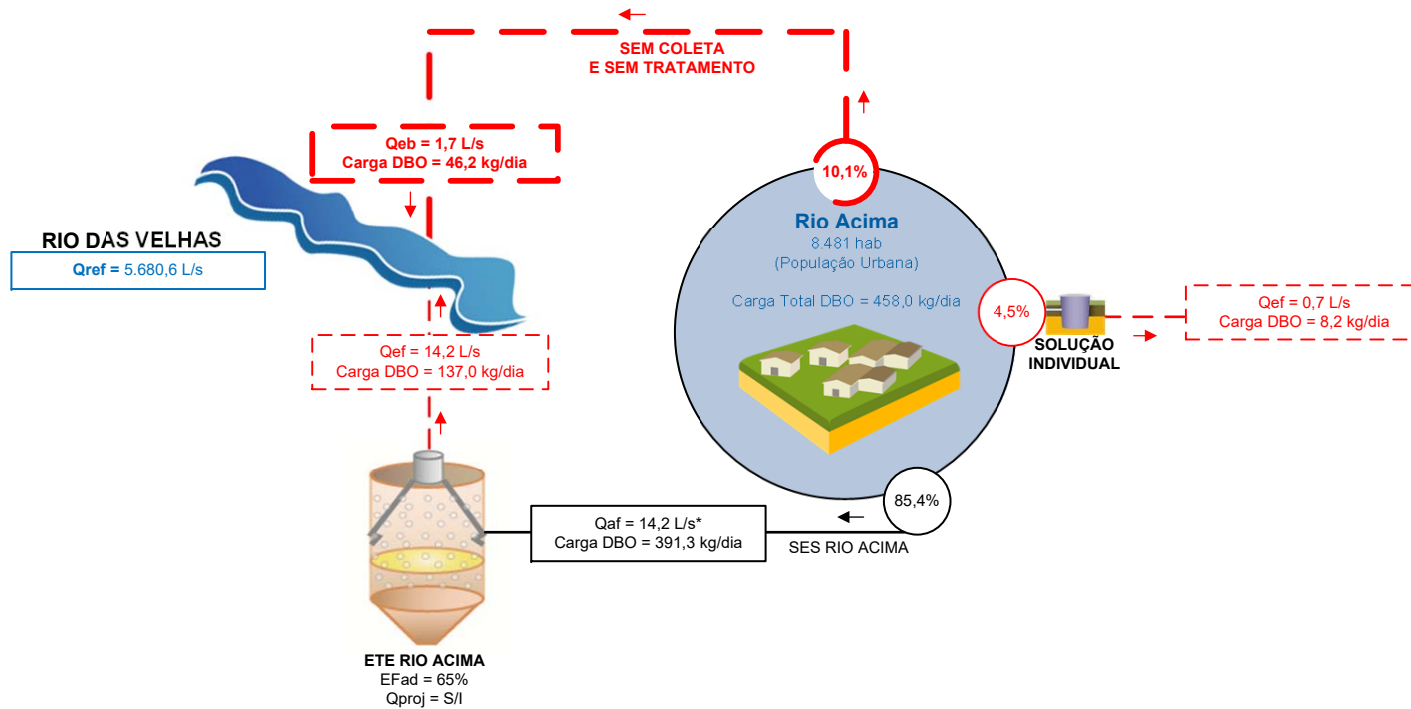 SEM COLETA
E SEM TRATAMENTO
Qeb = 1,7 L/s
Carga DBO = 46,2 kg/dia
10,1%
Rio Acima
8.481 hab
(População Urbana)
Carga Total DBO = 458,0 kg/dia
RIO DAS VELHAS
Qref = 5.680,6 L/s
4,5%
SOLUÇÃO
INDIVIDUAL
Qef = 0,7 L/s
Carga DBO = 8,2 kg/dia
Qef = 14,2 L/s
Carga DBO = 137,0 kg/dia
85,4%
Qaf = 14,2 L/s*
Carga DBO = 391,3 kg/dia
SES RIO ACIMA
ETE RIO ACIMA
EFad = 65%
Qproj = S/I